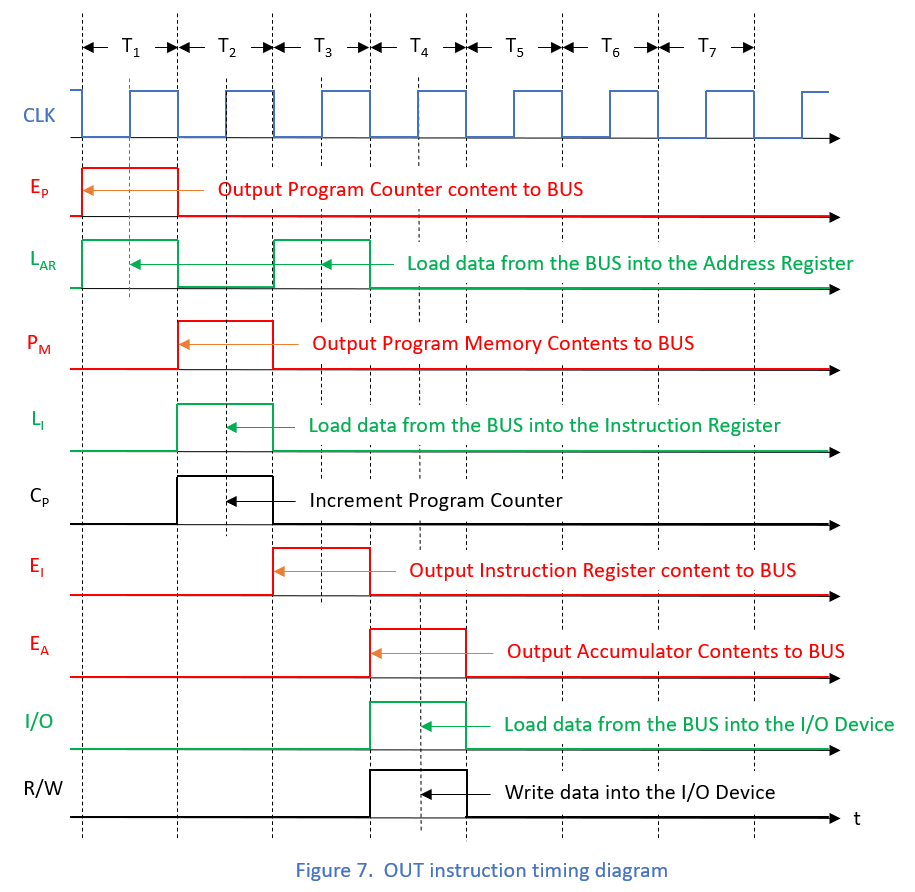 T1 T2 T3 T4 T5 T6 T7
CLK
EP Output Program Counter content to BUS
LAR Load data from the BUS into the Address Register
PM Output Program Memory Contents to BUS
LI Load data from the BUS into the Instruction Register
CP Increment Program Counter
EI Output Instruction Register content to BUS
EA Output Accumulator Contents to BUS
I/O Load data from the BUS into the I/O Device
R/W Write data into the I/O Device
t
Figure 7. OUT instruction timing diagram